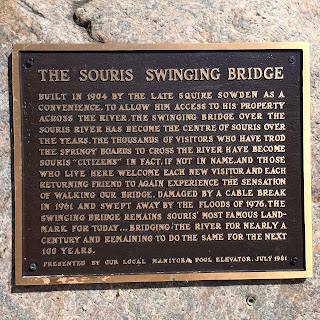 THE SOURIS SWINGING BRIDGE
BUILT IN 1904 BY THE LATE SQUIRE SOWDEN AS A
CONVENIENCE, TO ALLOW HIM ACCESS TO HIS PROPERTY
ACROSS THE RIVER, THE SWINGING BRIDGE OVER THE
SOURIS RIVER HAS BECOME THE CENTRE OF SOURIS OVER
THE YEARS. THE THOUSANDS OF VISITORS WHO HAVE TROD
THE SPRINGY BOARDS TO CROSS THE RIVER HAVE BECOME
SOURIS "CITIZENS" IN FACT, IF NOT IN NAME. AND THOSE
WHO LIVE HERE WELCOME EACH NEW VISITOR AND EACH
RETURNING FRIEND TO AGAIN EXPERIENCE THE SENSATION
OF WALKING OUR BRIDGE. DAMAGED BY A CABLE BREAK
IN 1961 AND SWEPT AWAY BY THE FLOODS OF 1976, THE
SWINGING BRIDGE REMAINS SOURIS' MOST FAMOUS LAND-
MARK FOR TODAY... BRIDGING THE RIVER FOR NEARLY A
CENTURY AND REMAINING TO DO THE SAME FOR THE NEXT
100 YEARS.
PRESENTED BY OUR LOCAL MANITOBA POOL ELEVATOR, JULY 1981